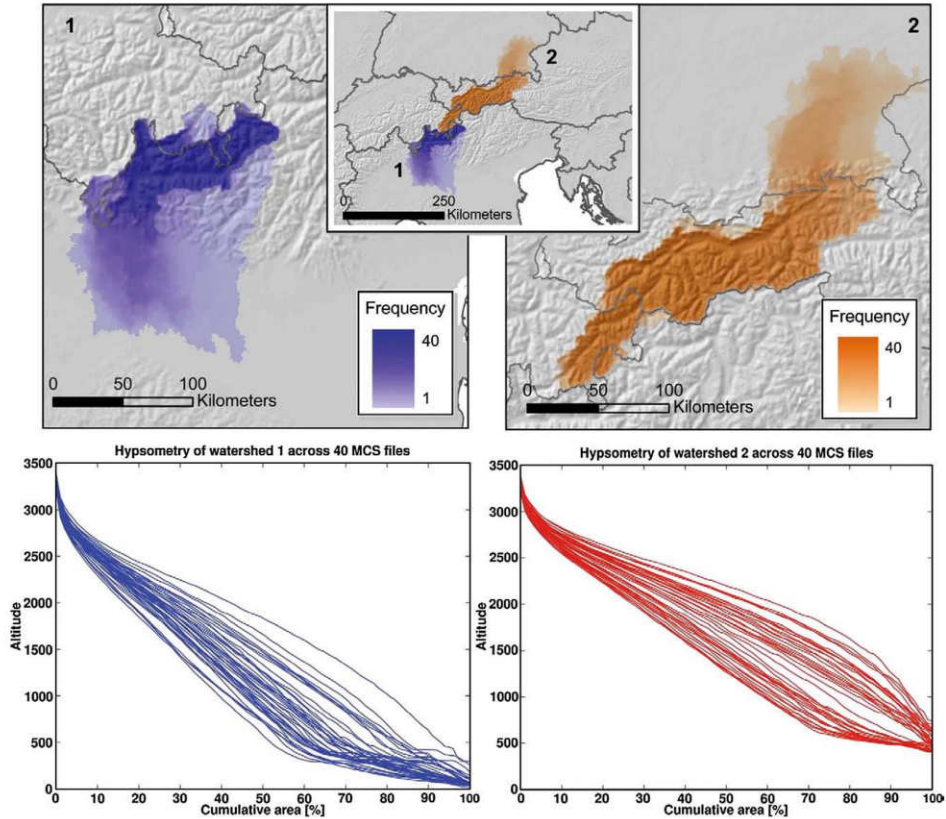 1
2
1
2
0
250
Kilometers
Frequency
40
1
0
50
100
Kilometers
Frequency
40
1
0
50
100
Kilometers
Hypsometry of watershed 1 across 40 MCS files
3500
3000
2500
2000
1500
1000
500
0
Altitude
0 10 20 30 40 50 60 70 80 90 100
Cumulative area [%]
Hypsometry of watershed 2 across 40 MCS files
3500
3000
2500
2000
1500
1000
500
0
Altitude
0 10 20 30 40 50 60 70 80 90 100
Cumulative area [%]